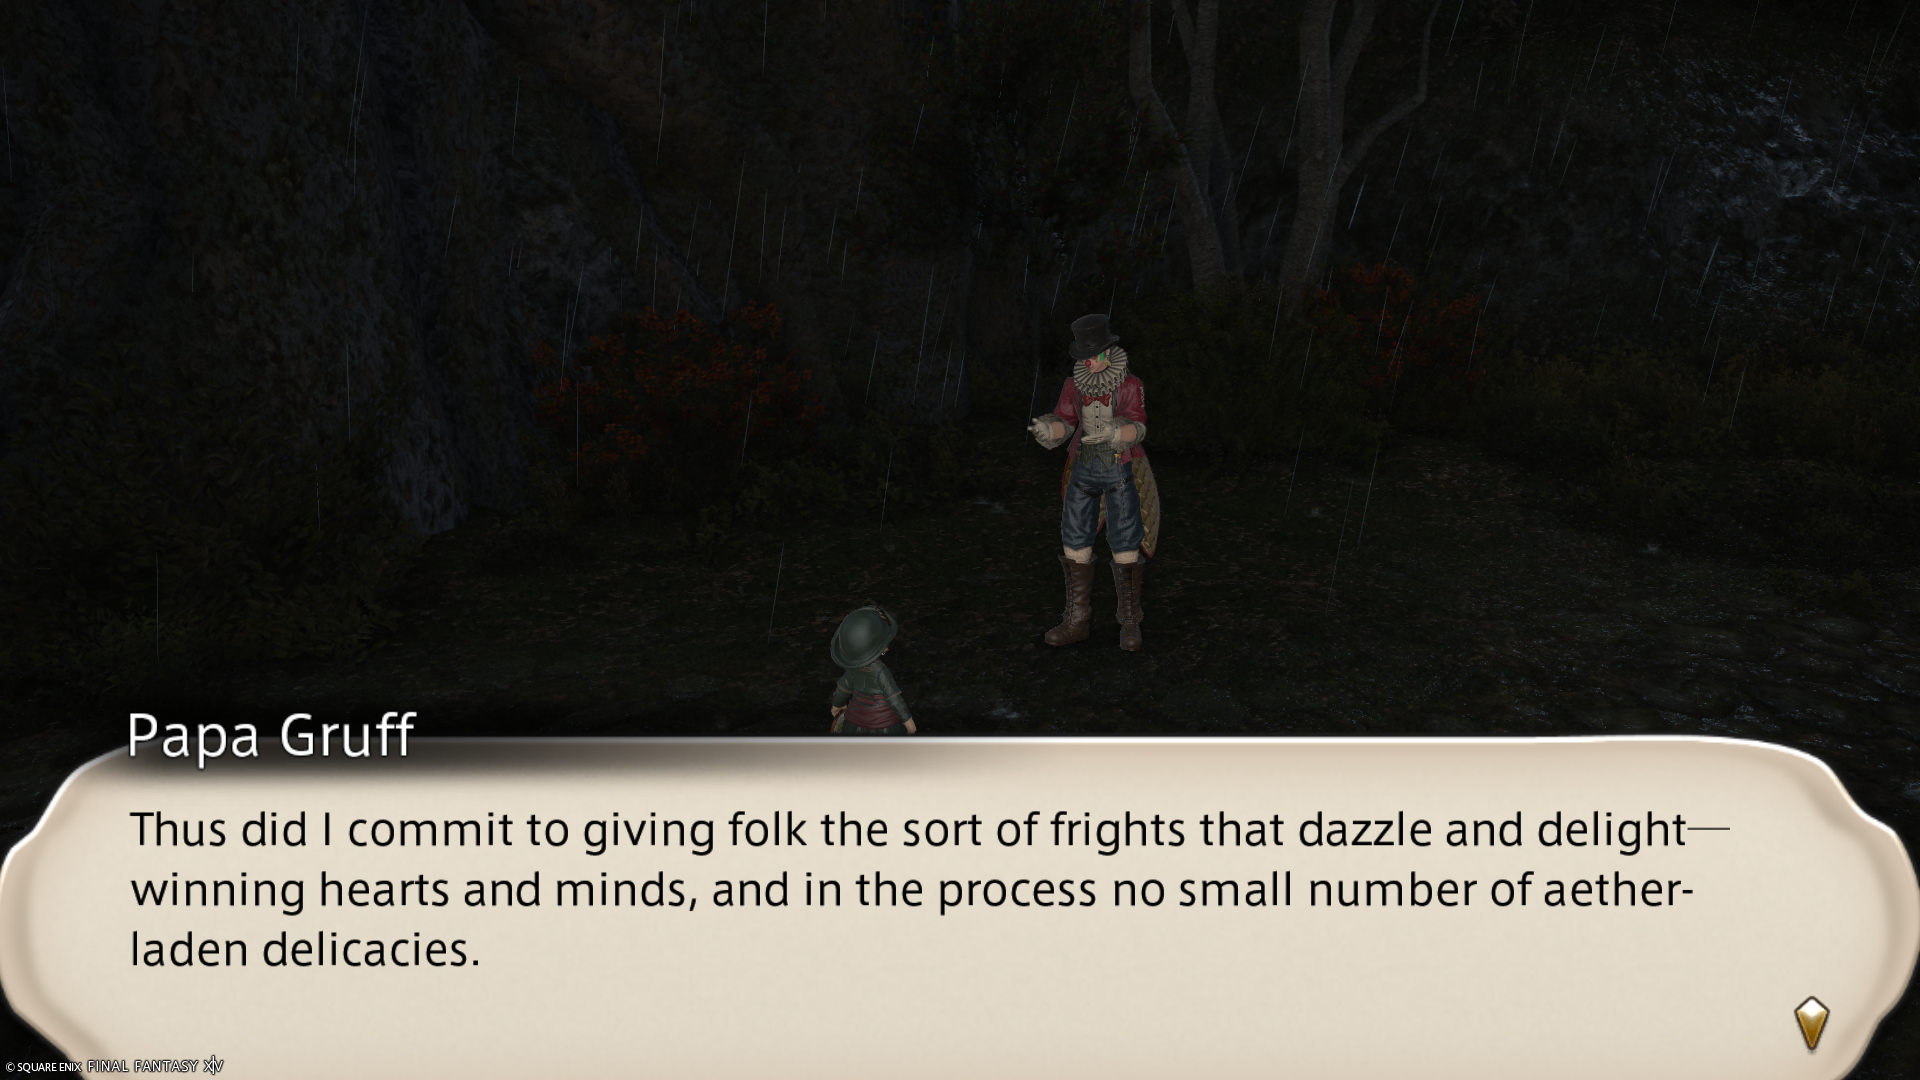 Papa Gruff
Thus did I commit to giving folk the sort of frights that dazzle and delight—
winning hearts and minds, and in the process no small number of aether-
laden delicacies.
© SQUARE ENIX FINAL FANTASY XIV